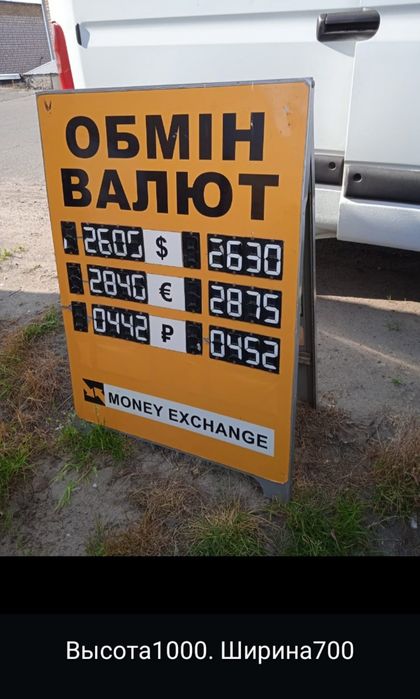 ОБМІН
ВАЛЮТ
2605 $ 2630
2840 € 2875
0442 ₽ 0452
MONEY EXCHANGE
Высота1000. Ширина700